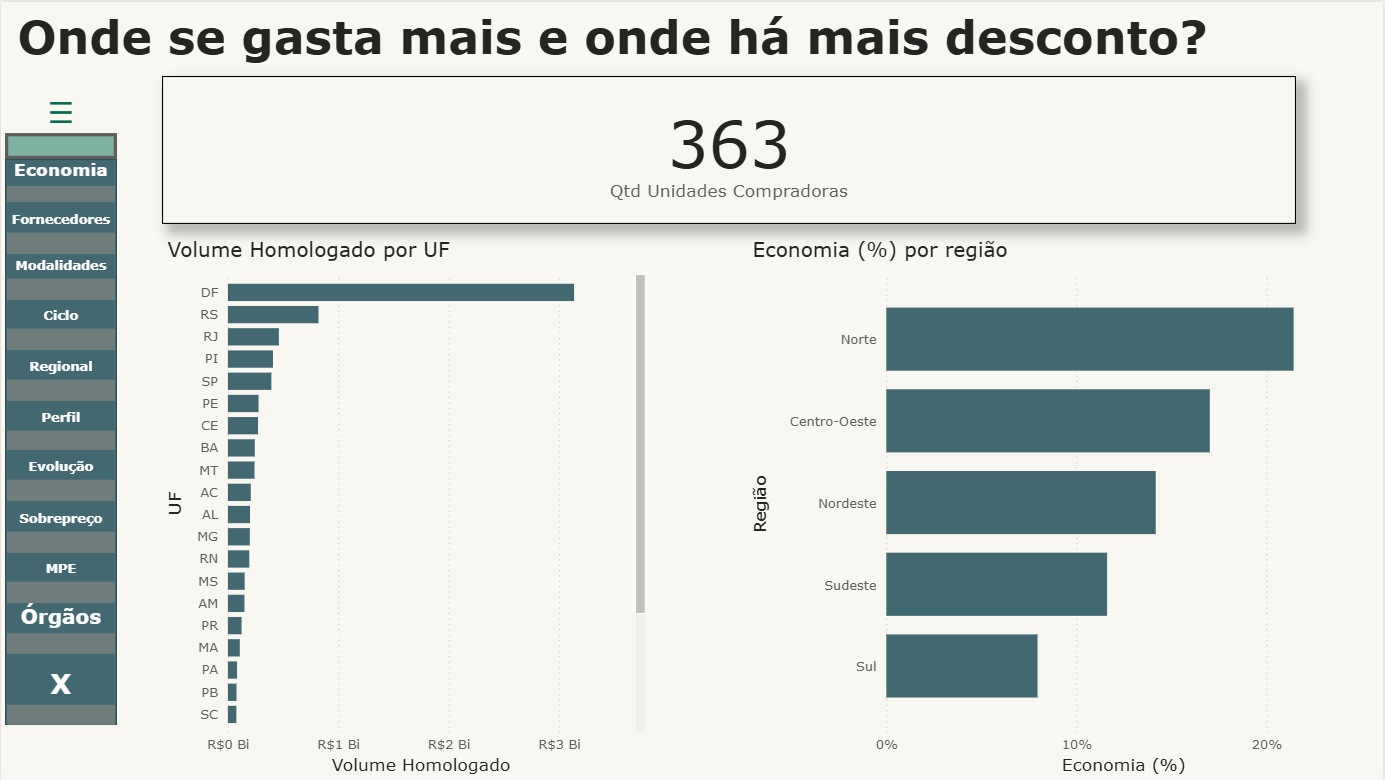 Onde se gasta mais e onde há mais desconto?
☰
Economia
Fornecedores
Modalidades
Ciclo
Regional
Perfil
Evolução
Sobrepreço
MPE
Órgãos
X
363
Qtd Unidades Compradoras
Volume Homologado por UF
UF
DF
RS
RJ
PI
SP
PE
CE
BA
MT
AC
AL
MG
RN
MS
AM
PR
MA
PA
PB
SC
R$0 Bi
R$1 Bi
R$2 Bi
R$3 Bi
Volume Homologado
Economia (%) por região
Região
Norte
Centro-Oeste
Nordeste
Sudeste
Sul
0%
10%
20%
Economia (%)